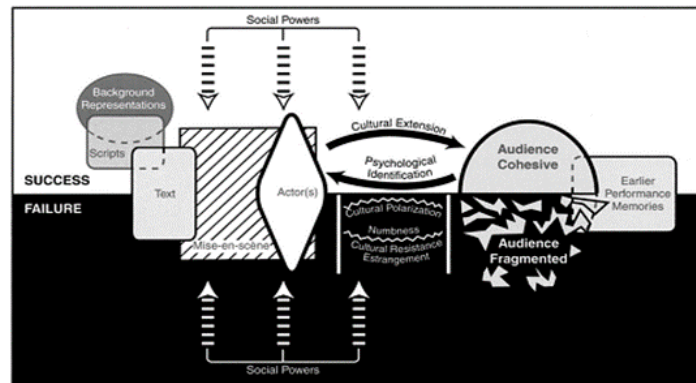 Social Powers
Background
Representations
Scripts
Text
Mise-en-scène
Actor(s)
Cultural Extension
Psychological
Identification
Audience
Cohesive
Earlier
Performance
Memories
SUCCESS
FAILURE
Cultural Polarization
Numbness
Cultural Resistance
Estrangement
Audience
Fragmented
Social Powers